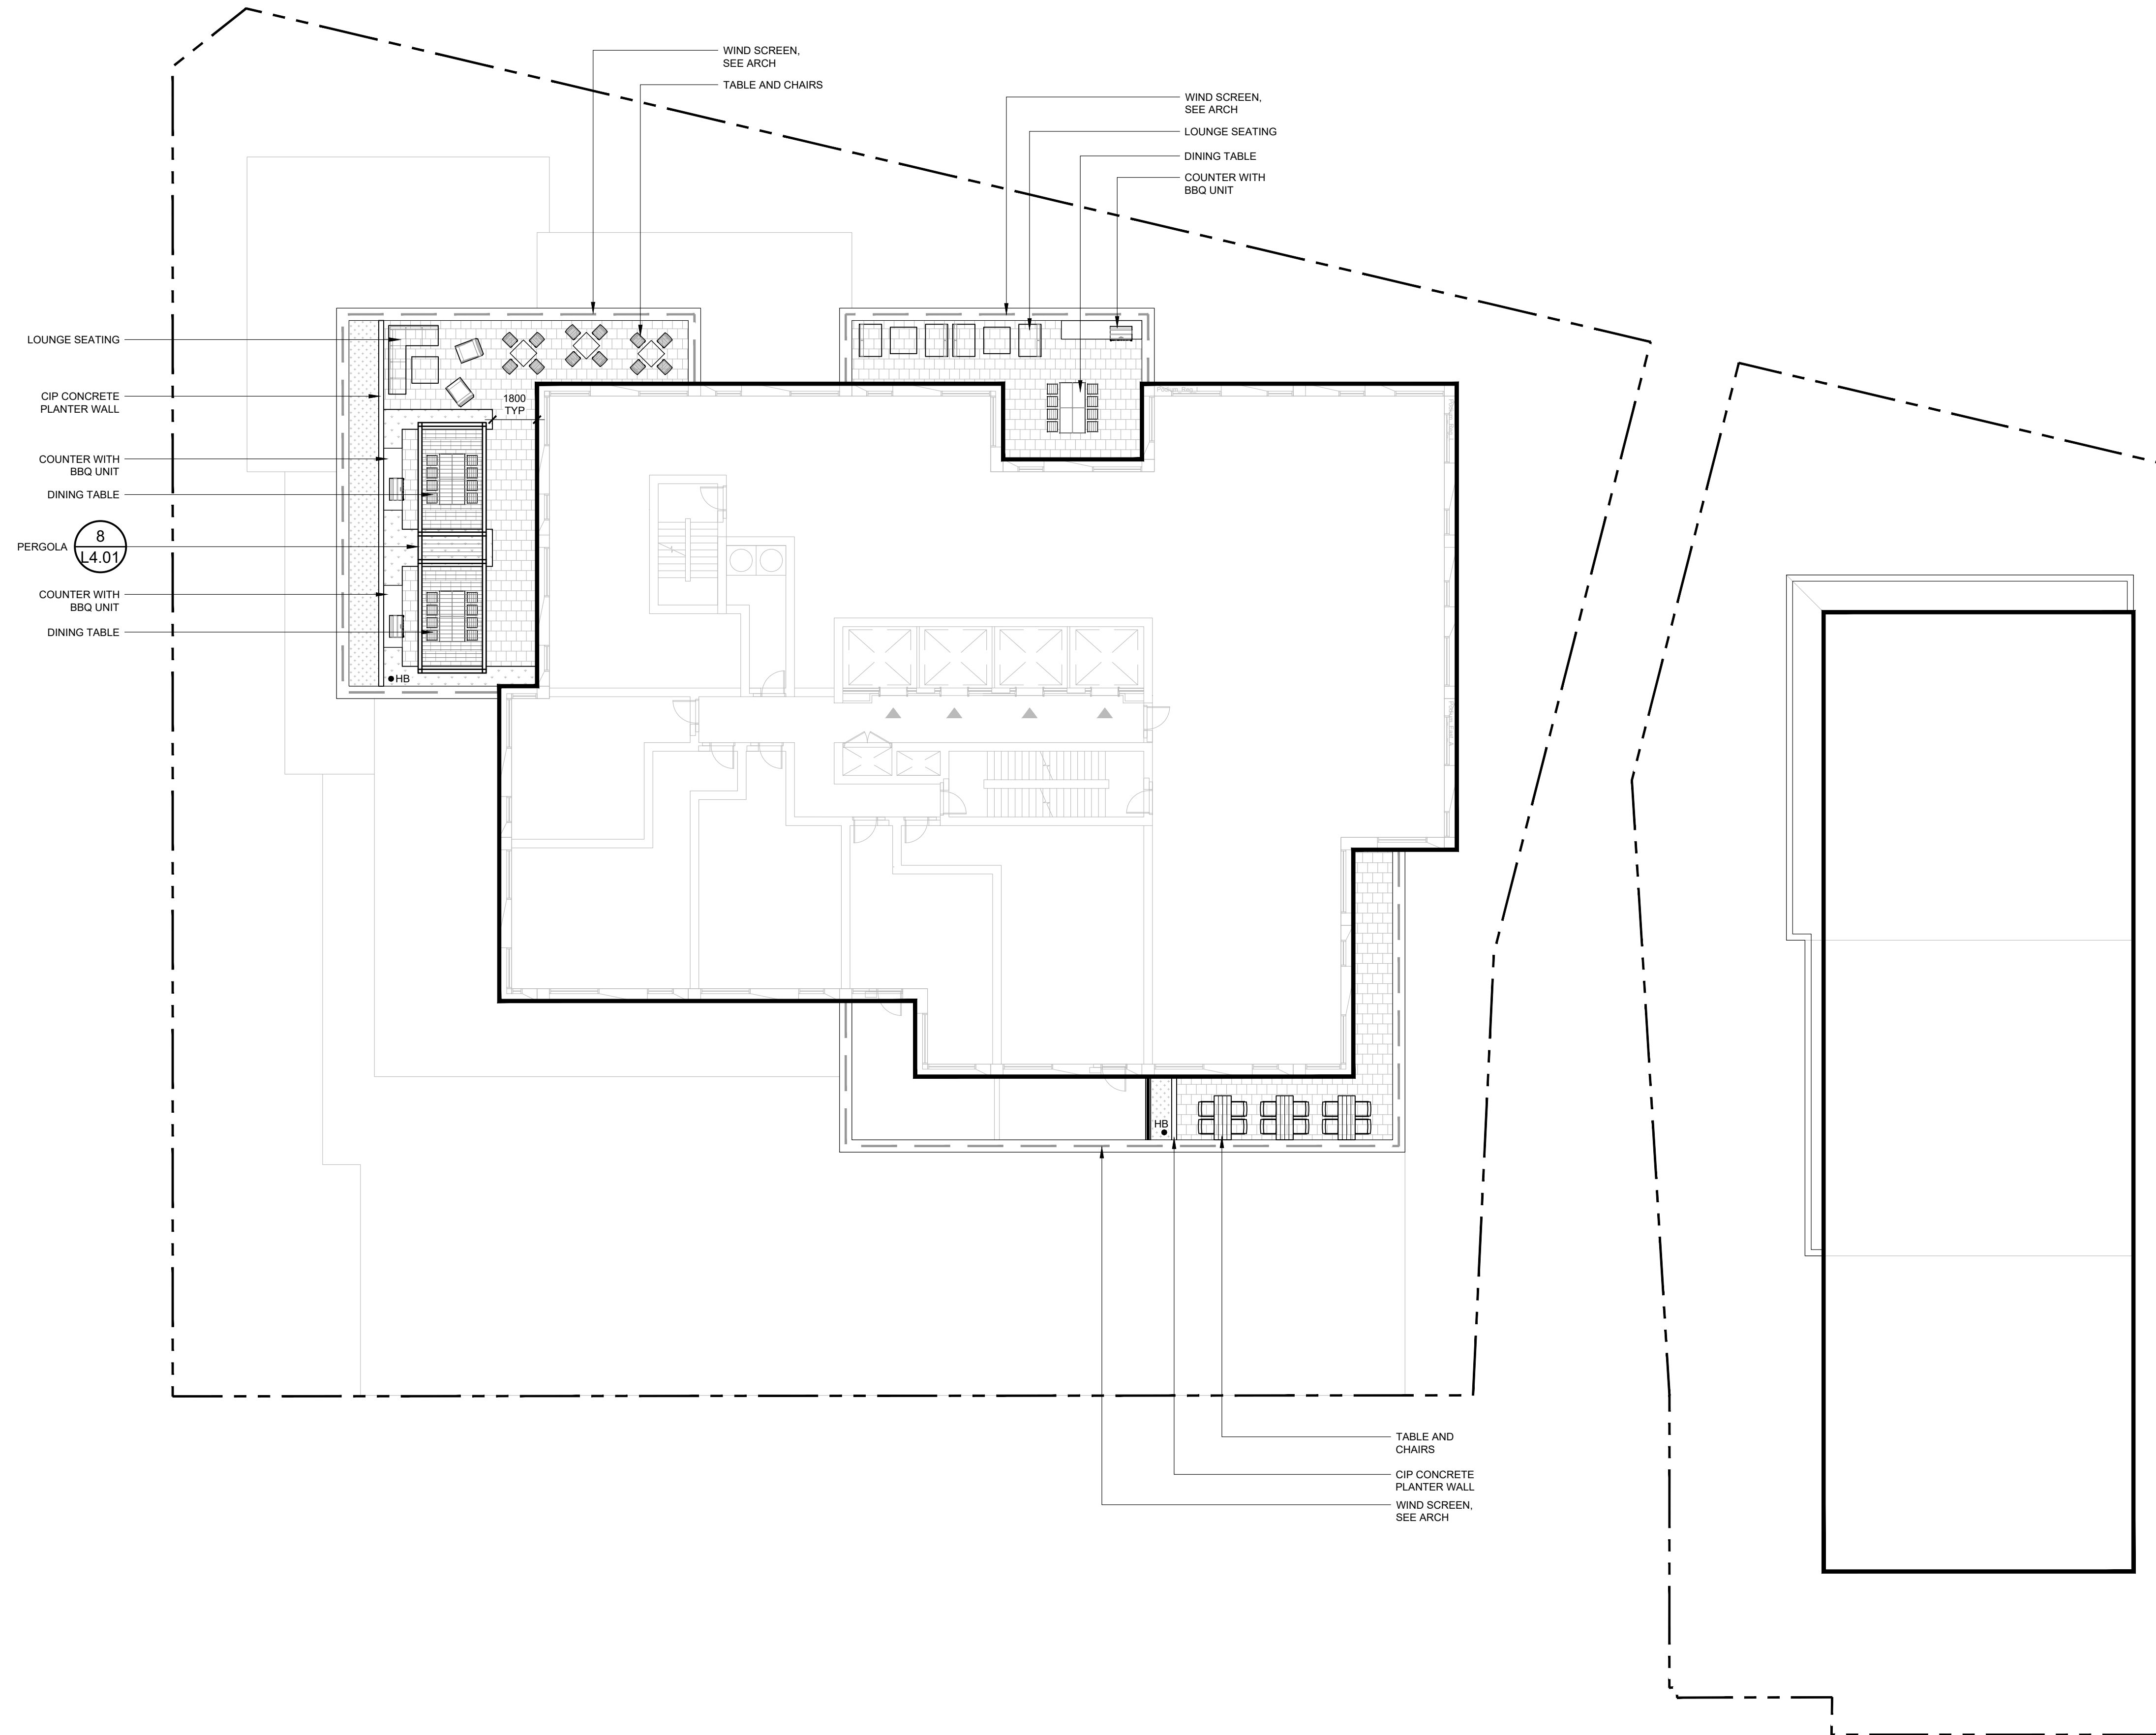 WIND SCREEN,
SEE ARCH
TABLE AND CHAIRS
WIND SCREEN,
SEE ARCH
LOUNGE SEATING
DINING TABLE
COUNTER WITH
BBQ UNIT
LOUNGE SEATING
CIP CONCRETE
PLANTER WALL
1800
TYP
COUNTER WITH
BBQ UNIT
DINING TABLE
PERGOLA
8
L4.01
COUNTER WITH
BBQ UNIT
DINING TABLE
HB
HB
TABLE AND
CHAIRS
CIP CONCRETE
PLANTER WALL
WIND SCREEN,
SEE ARCH